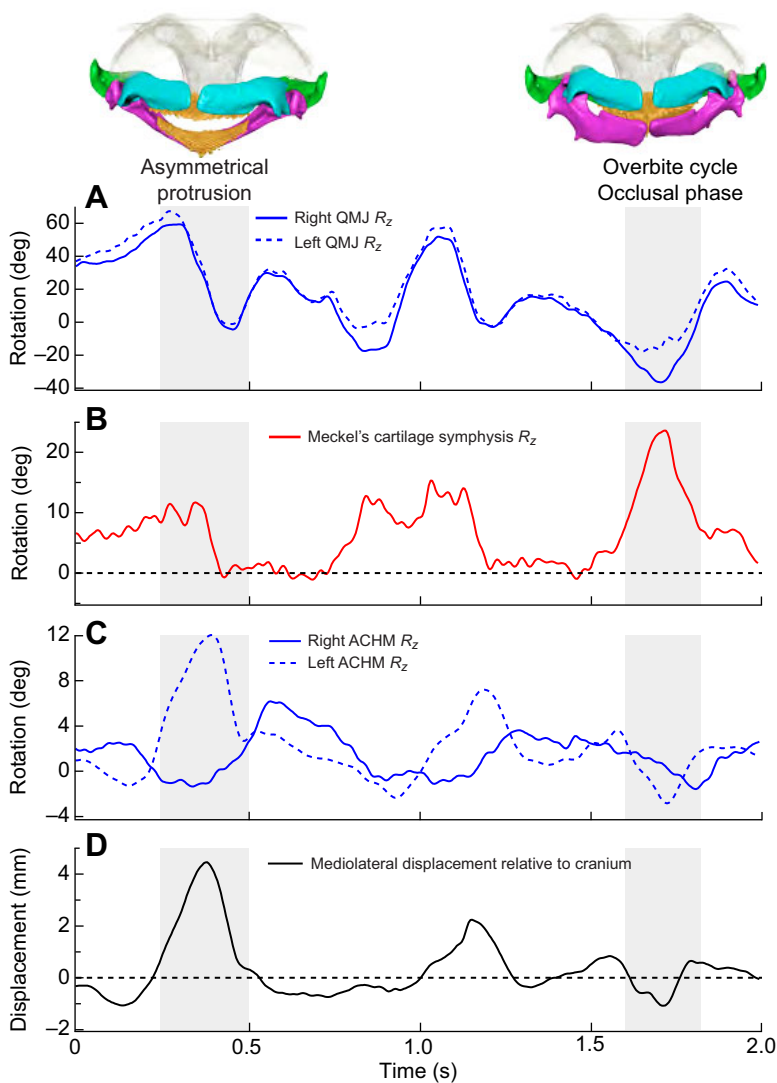 Asymmetrical
protrusion
Overbite cycle
Occlusal phase
A
60
40
20
0
–20
–40
Rotation (deg)
Right QMJ Rz
Left QMJ Rz
B
20
10
0
Rotation (deg)
Meckel's cartilage symphysis Rz
C
12
8
4
0
–4
Rotation (deg)
Right ACHM Rz
Left ACHM Rz
D
4
2
0
–2
Displacement (mm)
Mediolateral displacement relative to cranium
0 0.5 1.0 1.5 2.0
Time (s)